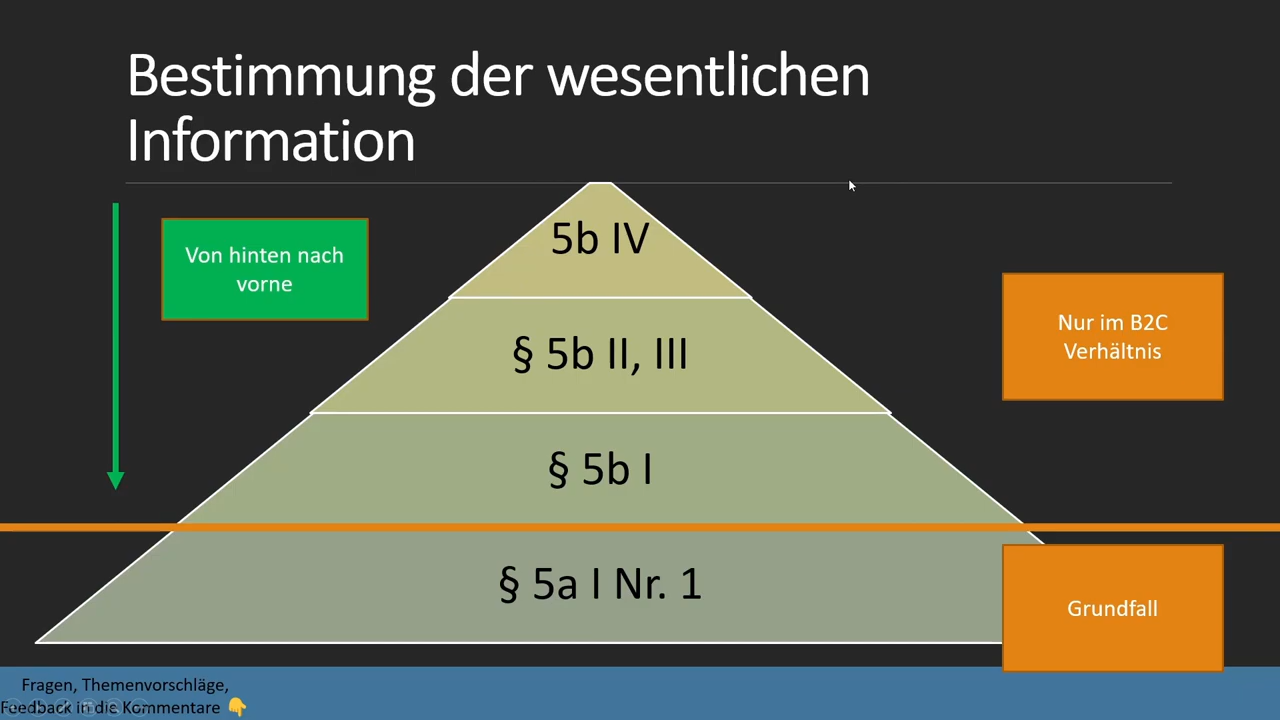 Bestimmung der wesentlichen
Information
Von hinten nach
vorne
5b IV
Nur im B2C
Verhältnis
§ 5b II, III
§ 5b I
§ 5a I Nr. 1
Grundfall
Fragen, Themenvorschläge,
Feedback in die Kommentare 👇